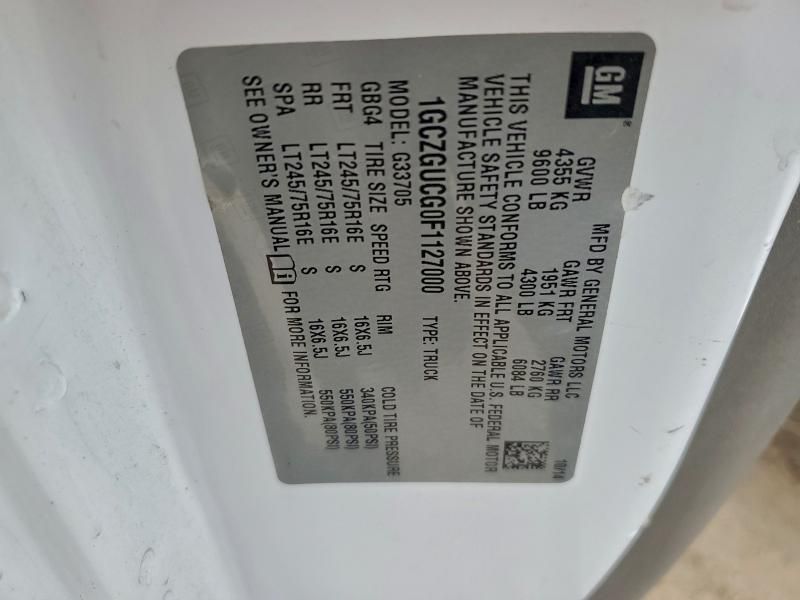 GM
MFD BY GENERAL MOTORS LLC
10/14
GVWR GAWR FRT GAWR RR
4355 KG 1951 KG 2760 KG
9600 LB 4300 LB 6084 LB
THIS VEHICLE CONFORMS TO ALL APPLICABLE U.S. FEDERAL MOTOR
VEHICLE SAFETY STANDARDS IN EFFECT ON THE DATE OF
MANUFACTURE SHOWN ABOVE.
1GCZGUCG0F1127000 TYPE: TRUCK
MODEL: G33705
GBG4 TIRE SIZE SPEED RTG RIM COLD TIRE PRESSURE
FRT LT245/75R16E S 16X6.5J 340KPA(50PSI)
RR LT245/75R16E S 16X6.5J 550KPA(80PSI)
SPA LT245/75R16E S 16X6.5J 550KPA(80PSI)
SEE OWNER'S MANUAL i FOR MORE INFORMATION.